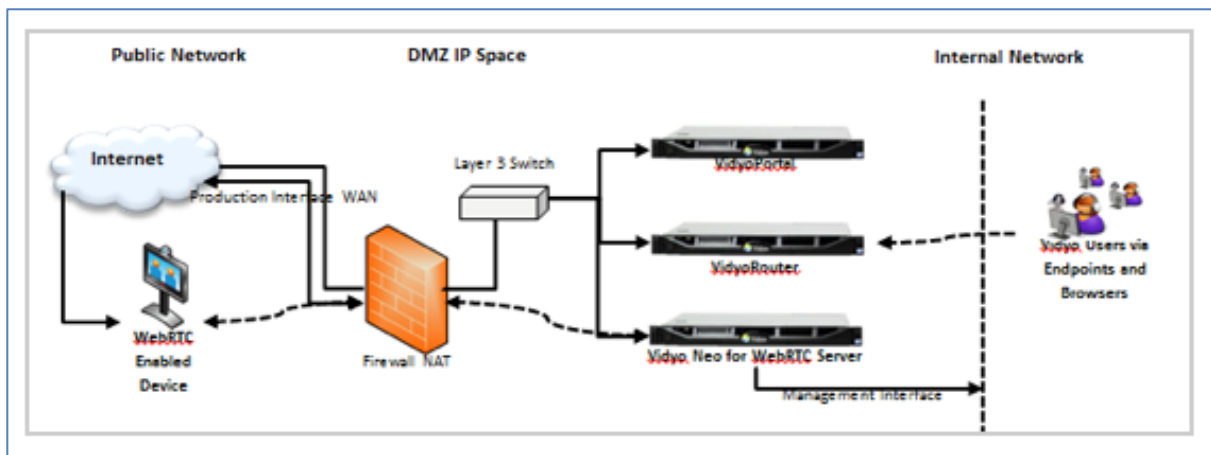 Public Network
DMZ IP Space
Internal Network
Internet
Production Interface WAN
Layer 3 Switch
VidyoPortal
VidyoRouter
Vidyo Neo for WebRTC Server
Management Interface
Firewall NAT
WebRTC
Enabled
Device
Vidyo Users via
Endpoints and
Browsers